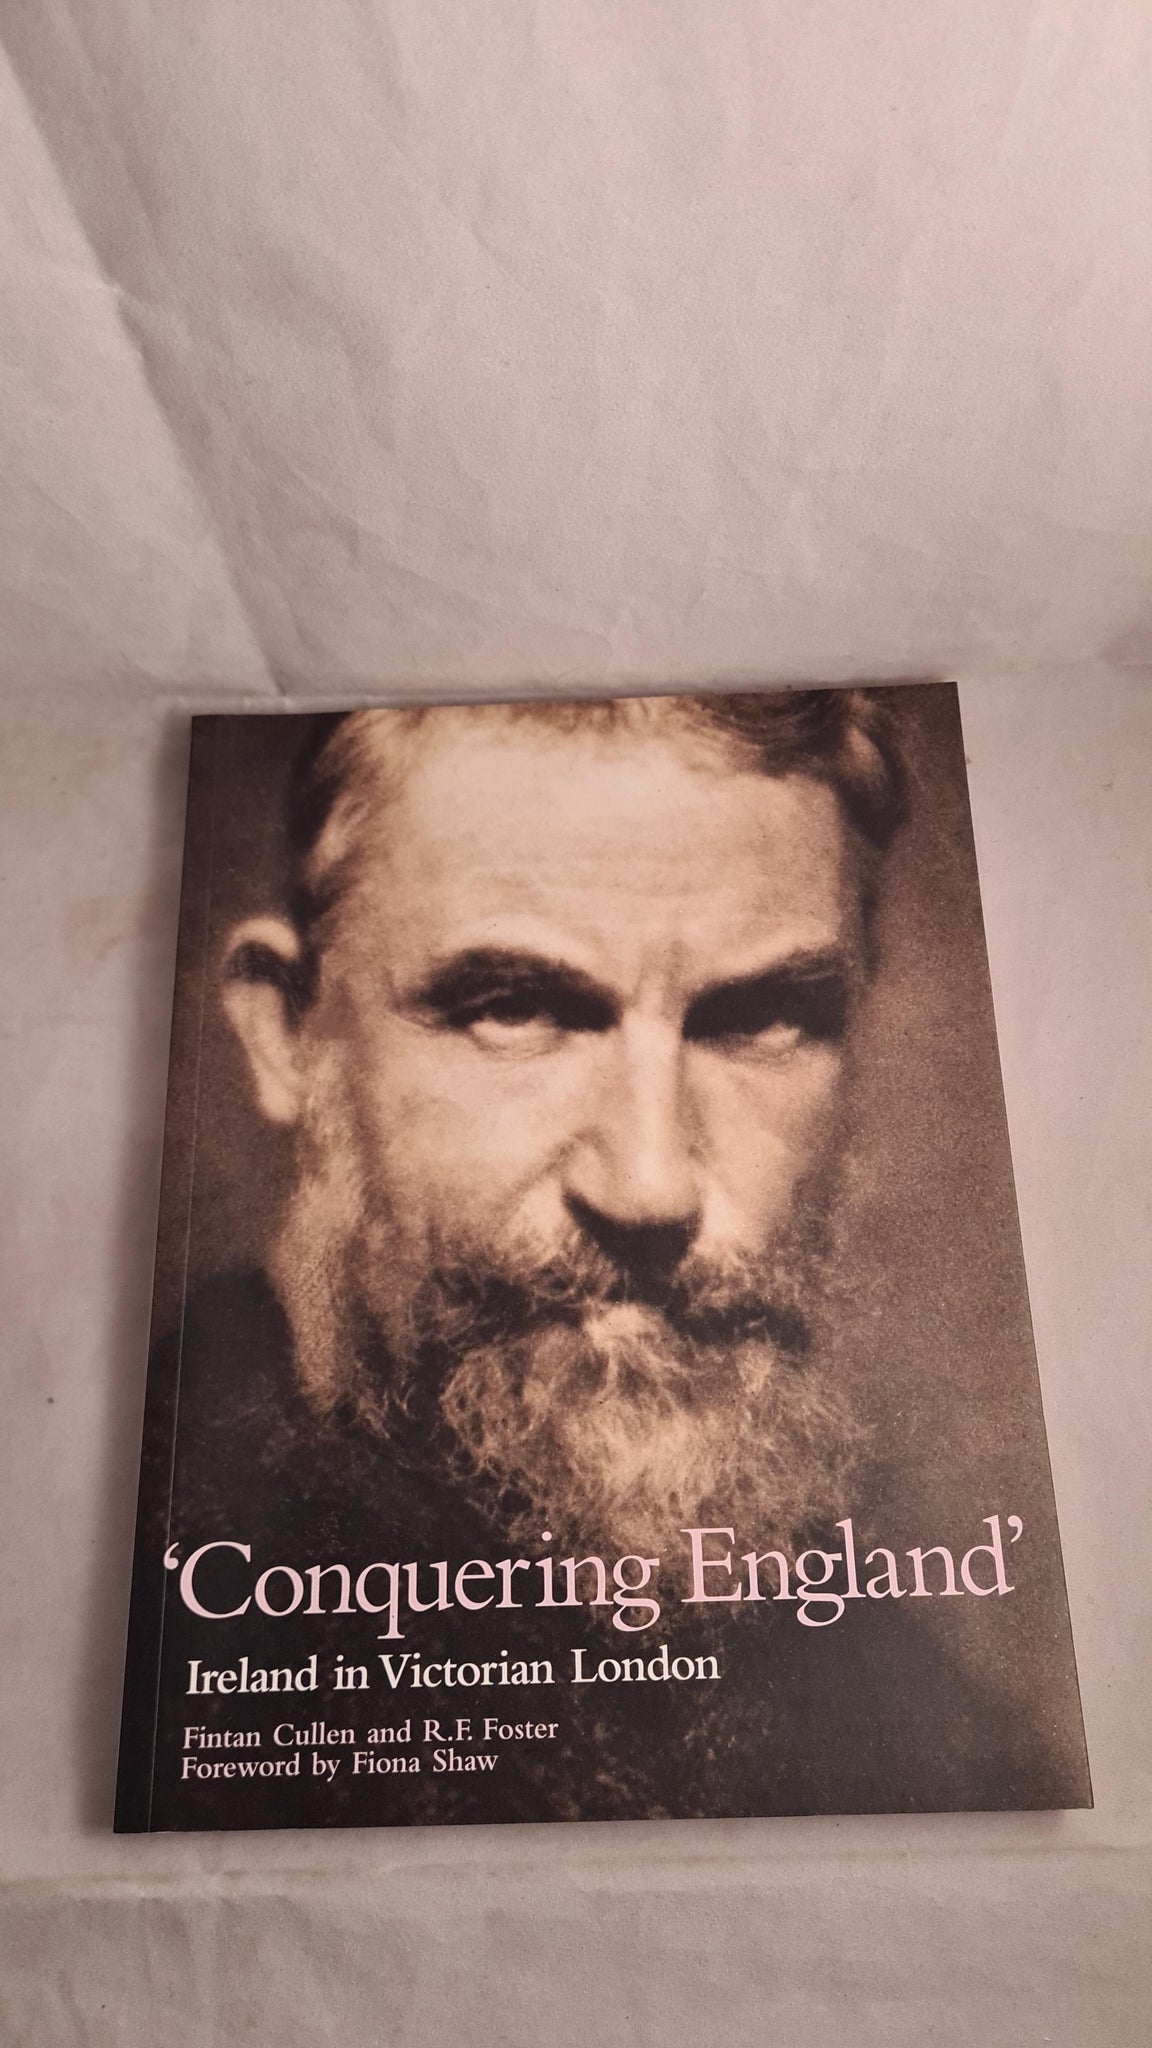 ‘Conquering England’
Ireland in Victorian London
Fintan Cullen and R.F. Foster
Foreword by Fiona Shaw